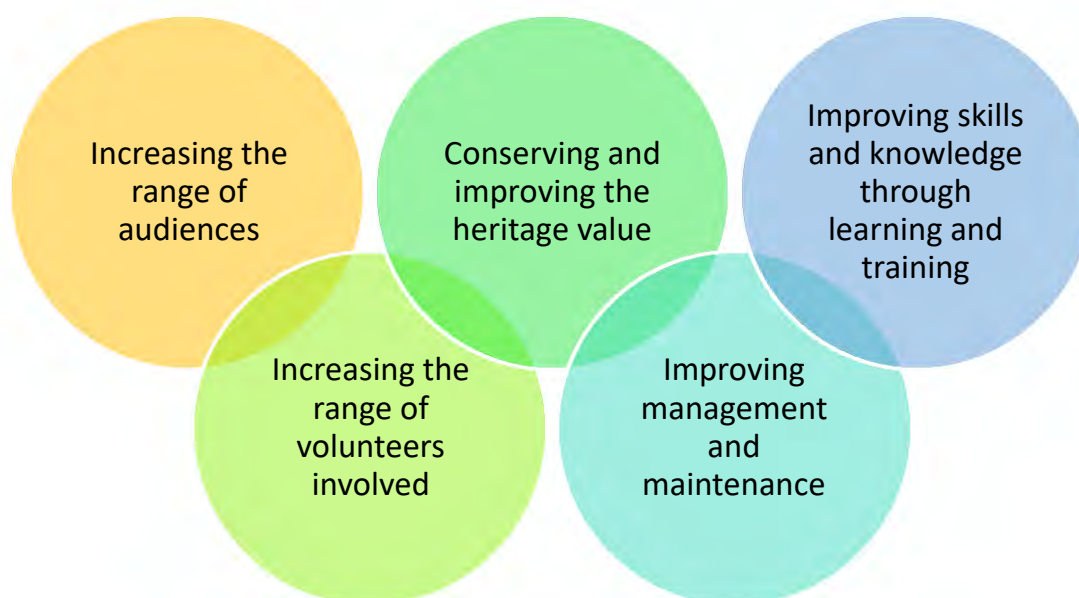 Increasing the
range of
audiences
Increasing the
range of
volunteers
involved
Conserving and
improving the
heritage value
Improving
management
and
maintenance
Improving skills
and knowledge
through
learning and
training